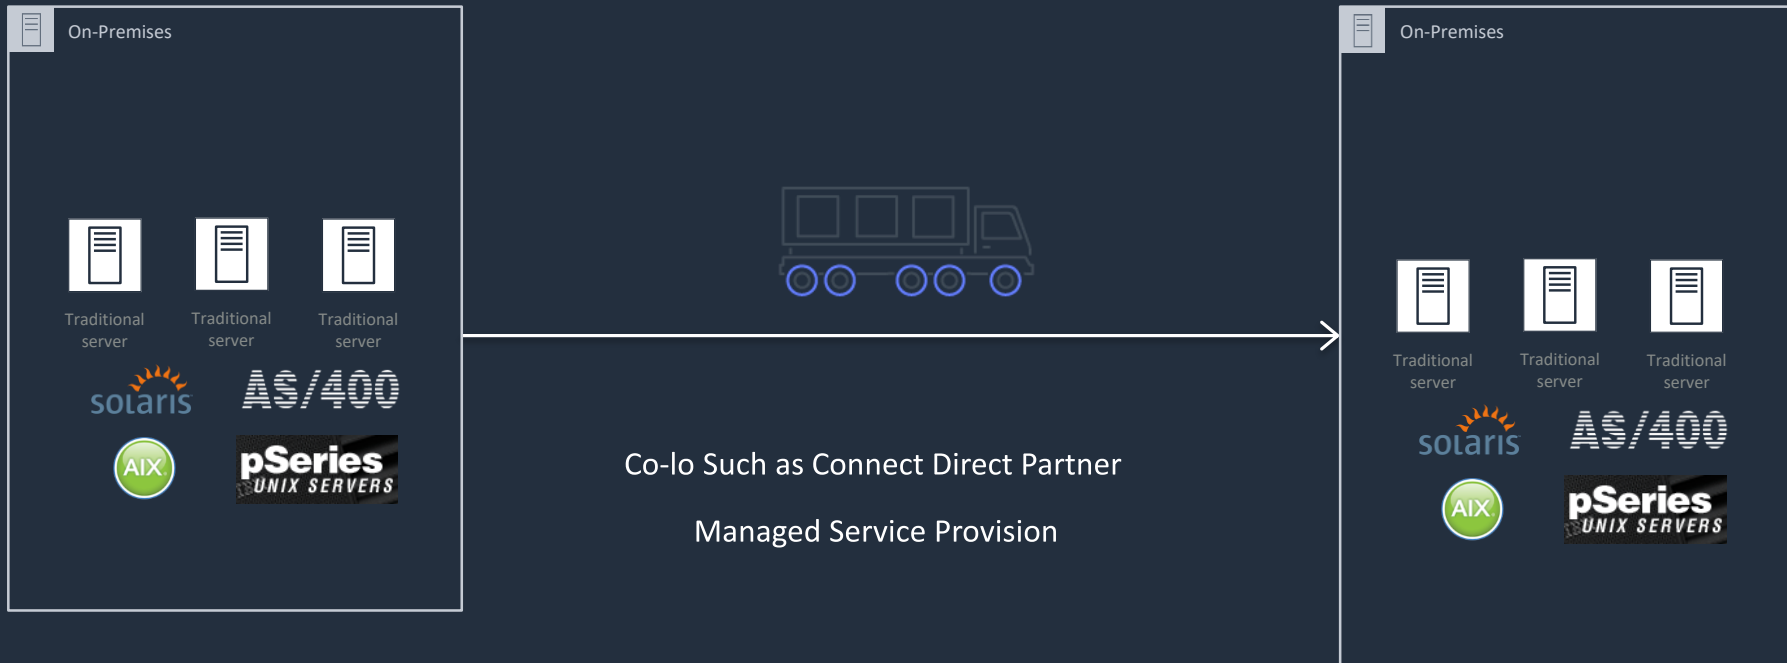 On-Premises
Traditional
server
Traditional
server
Traditional
server
solaris
AS/400
AIX
pSeries
IBM UNIX SERVERS
Co-lo Such as Connect Direct Partner
Managed Service Provision
On-Premises
Traditional
server
Traditional
server
Traditional
server
solaris
AS/400
AIX
pSeries
IBM UNIX SERVERS